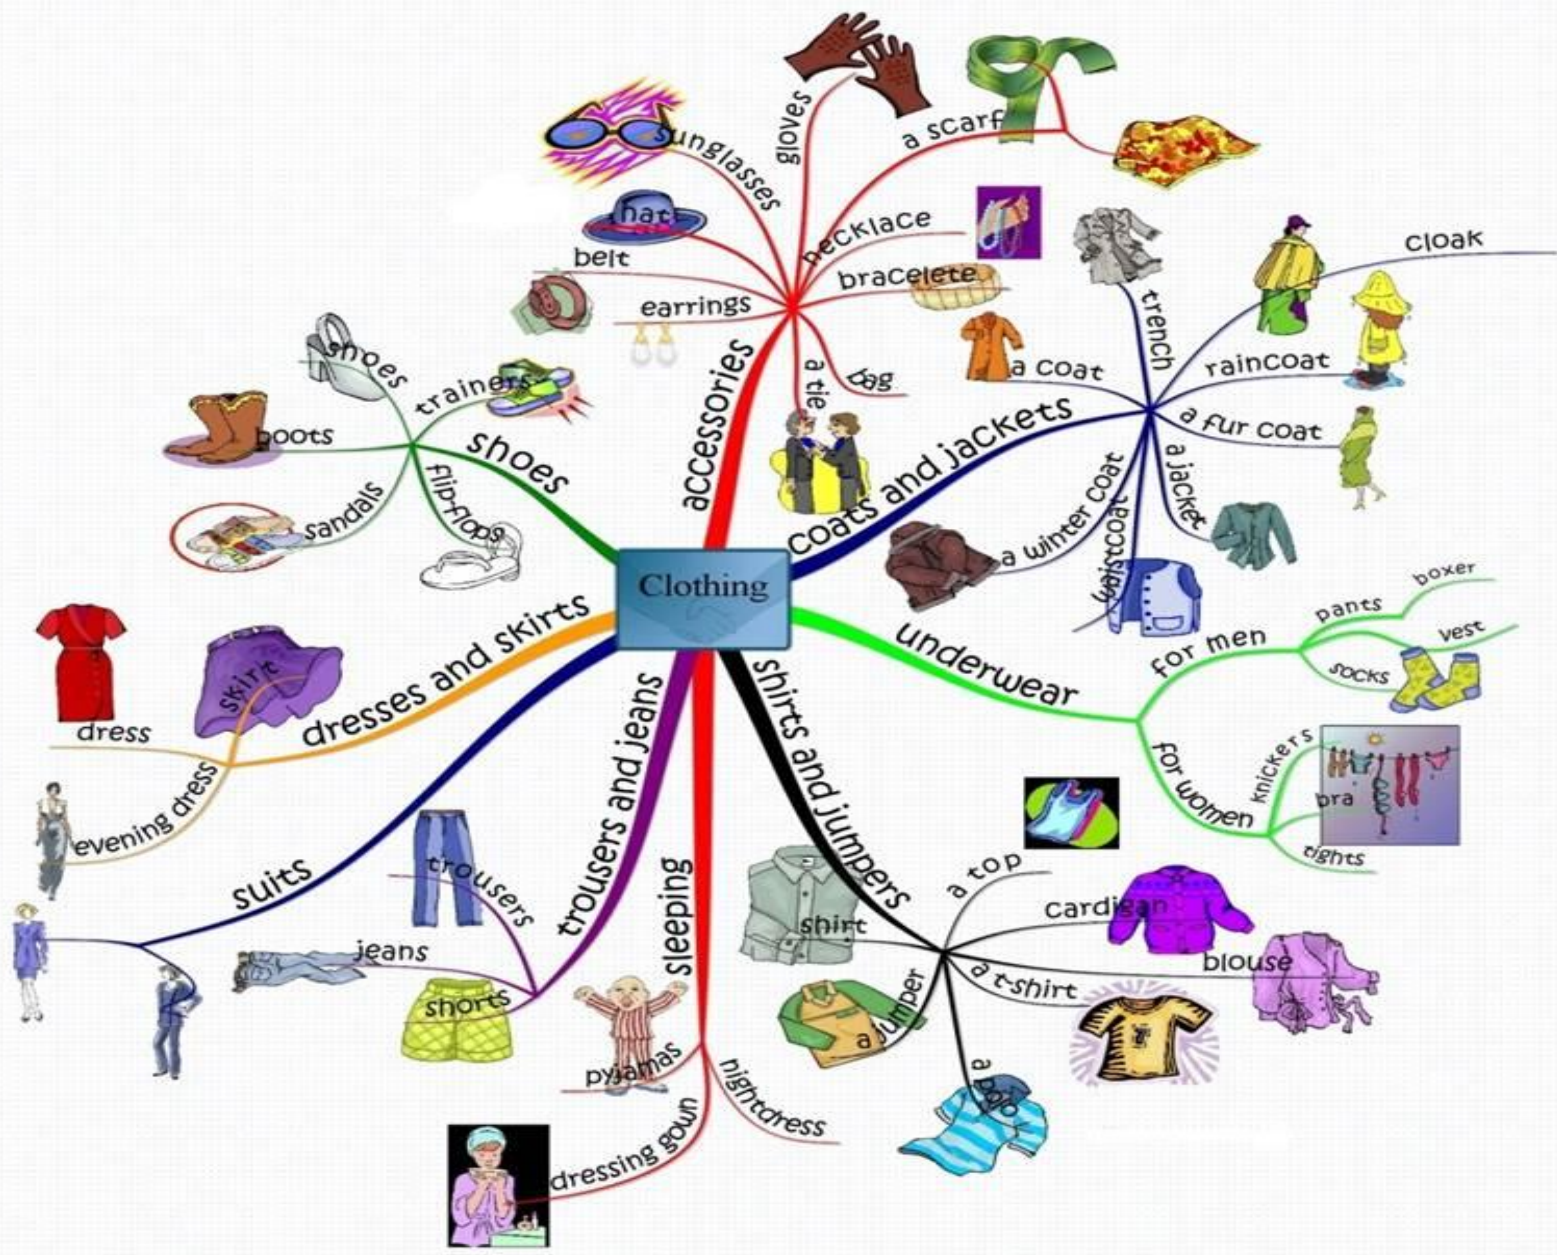 Clothing
accessories
sunglasses
hat
belt
earrings
gloves
a scarf
necklace
bracelete
bag
a tie
coats and jackets
trench
cloak
raincoat
a coat
a fur coat
a jacket
a winter coat
waistcoat
underwear
for men
pants
boxer
vest
socks
for women
knickers
bra
tights
shirts and jumpers
a top
cardigan
blouse
a t-shirt
shirt
a jumper
a polo
sleeping
pyjamas
nightdress
dressing gown
trousers and jeans
trousers
jeans
shorts
suits
dresses and skirts
skirt
dress
evening dress
shoes
shoes
trainers
boots
sandals
flip-flops